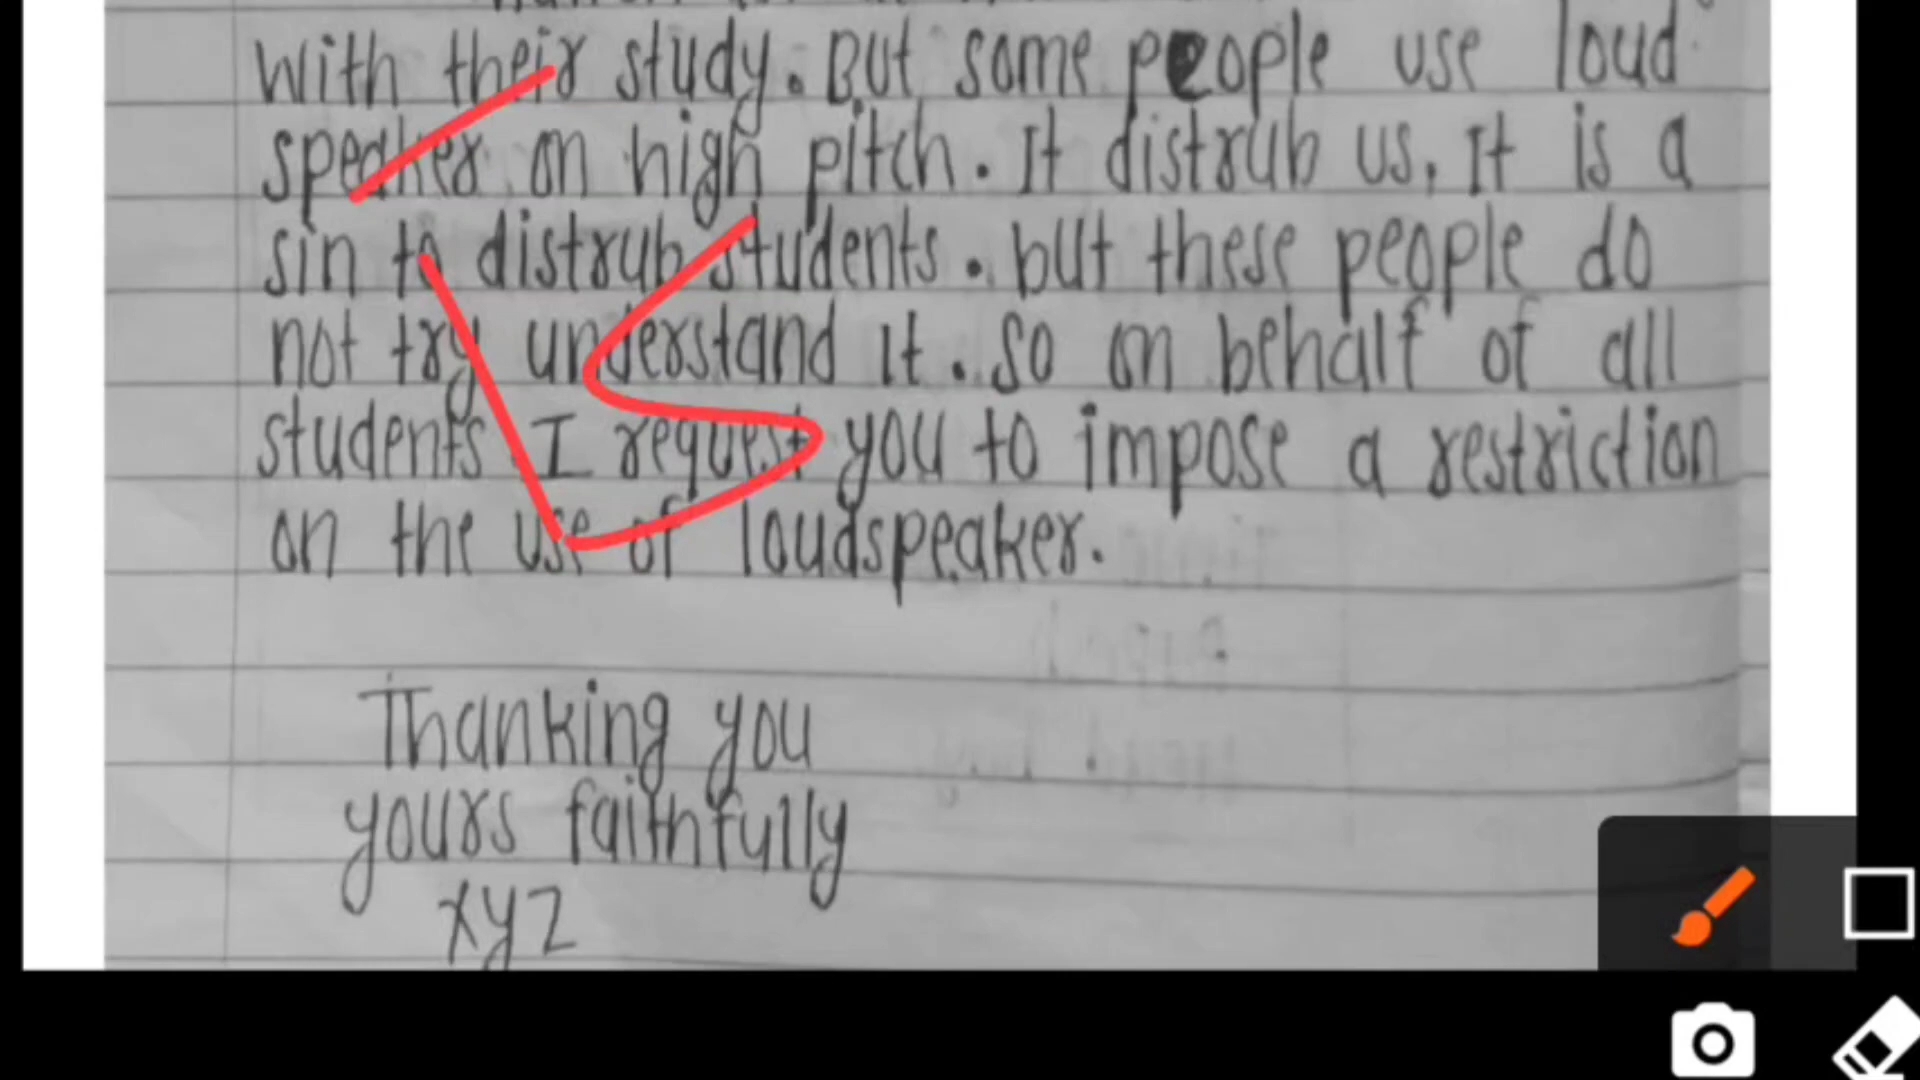 with their study. But some people use loud
speaker on high pitch. It distrub us. It is a
sin to distrub students. but these people do
not try understand it. So on behalf of all
students I request you to impose a restriction
on the use of loudspeaker.
Thanking you
yours faithfully
xyz